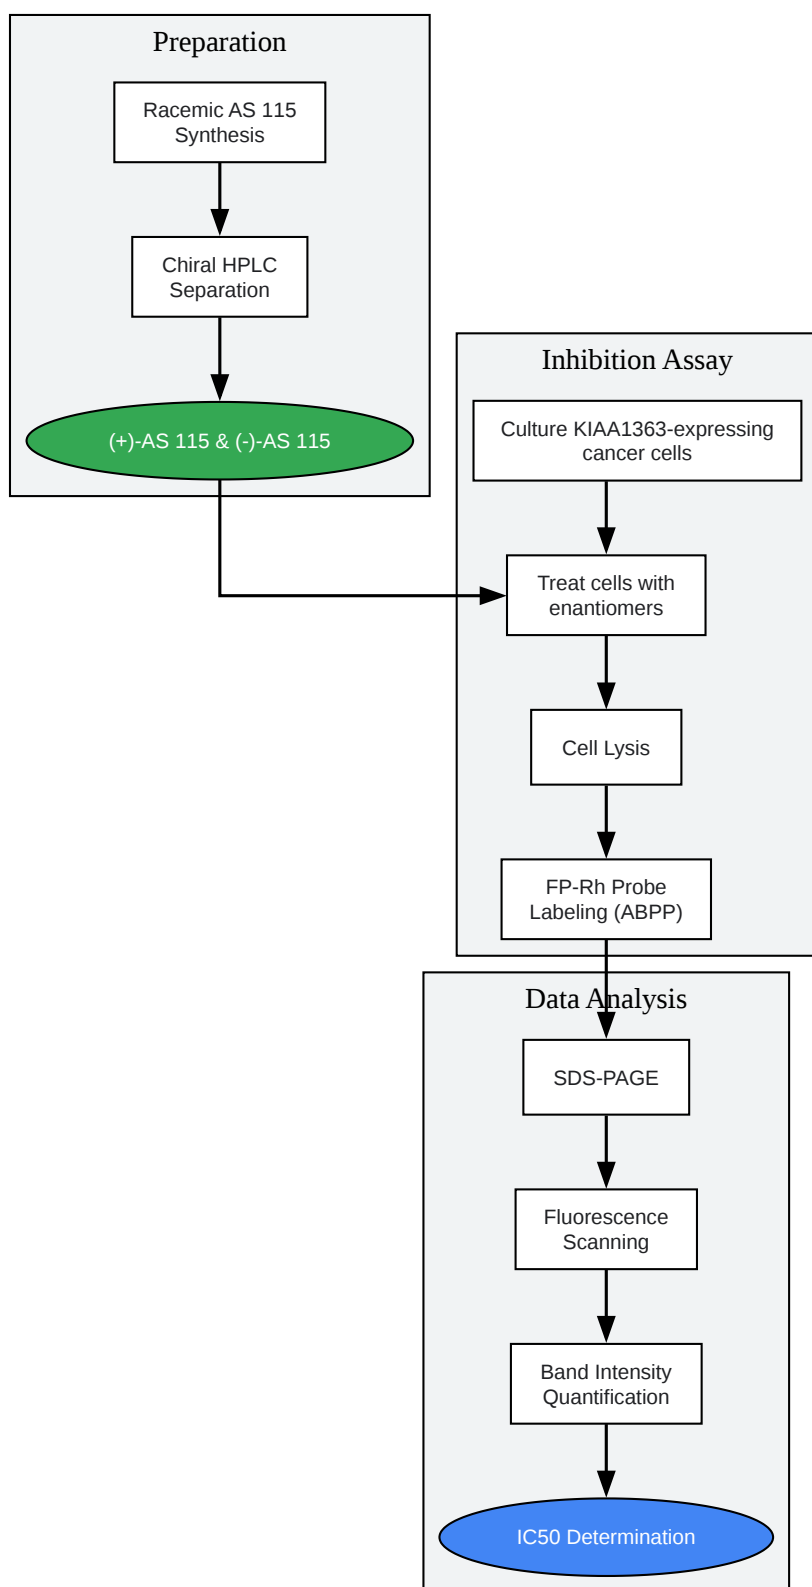 Preparation
Racemic AS 115
Synthesis
Chiral HPLC
Separation
(+)-AS 115 & (-)-AS 115
Inhibition Assay
Culture KIAA1363-expressing
cancer cells
Treat cells with
enantiomers
Cell Lysis
FP-Rh Probe
Labeling (ABPP)
Data Analysis
SDS-PAGE
Fluorescence
Scanning
Band Intensity
Quantification
IC50 Determination